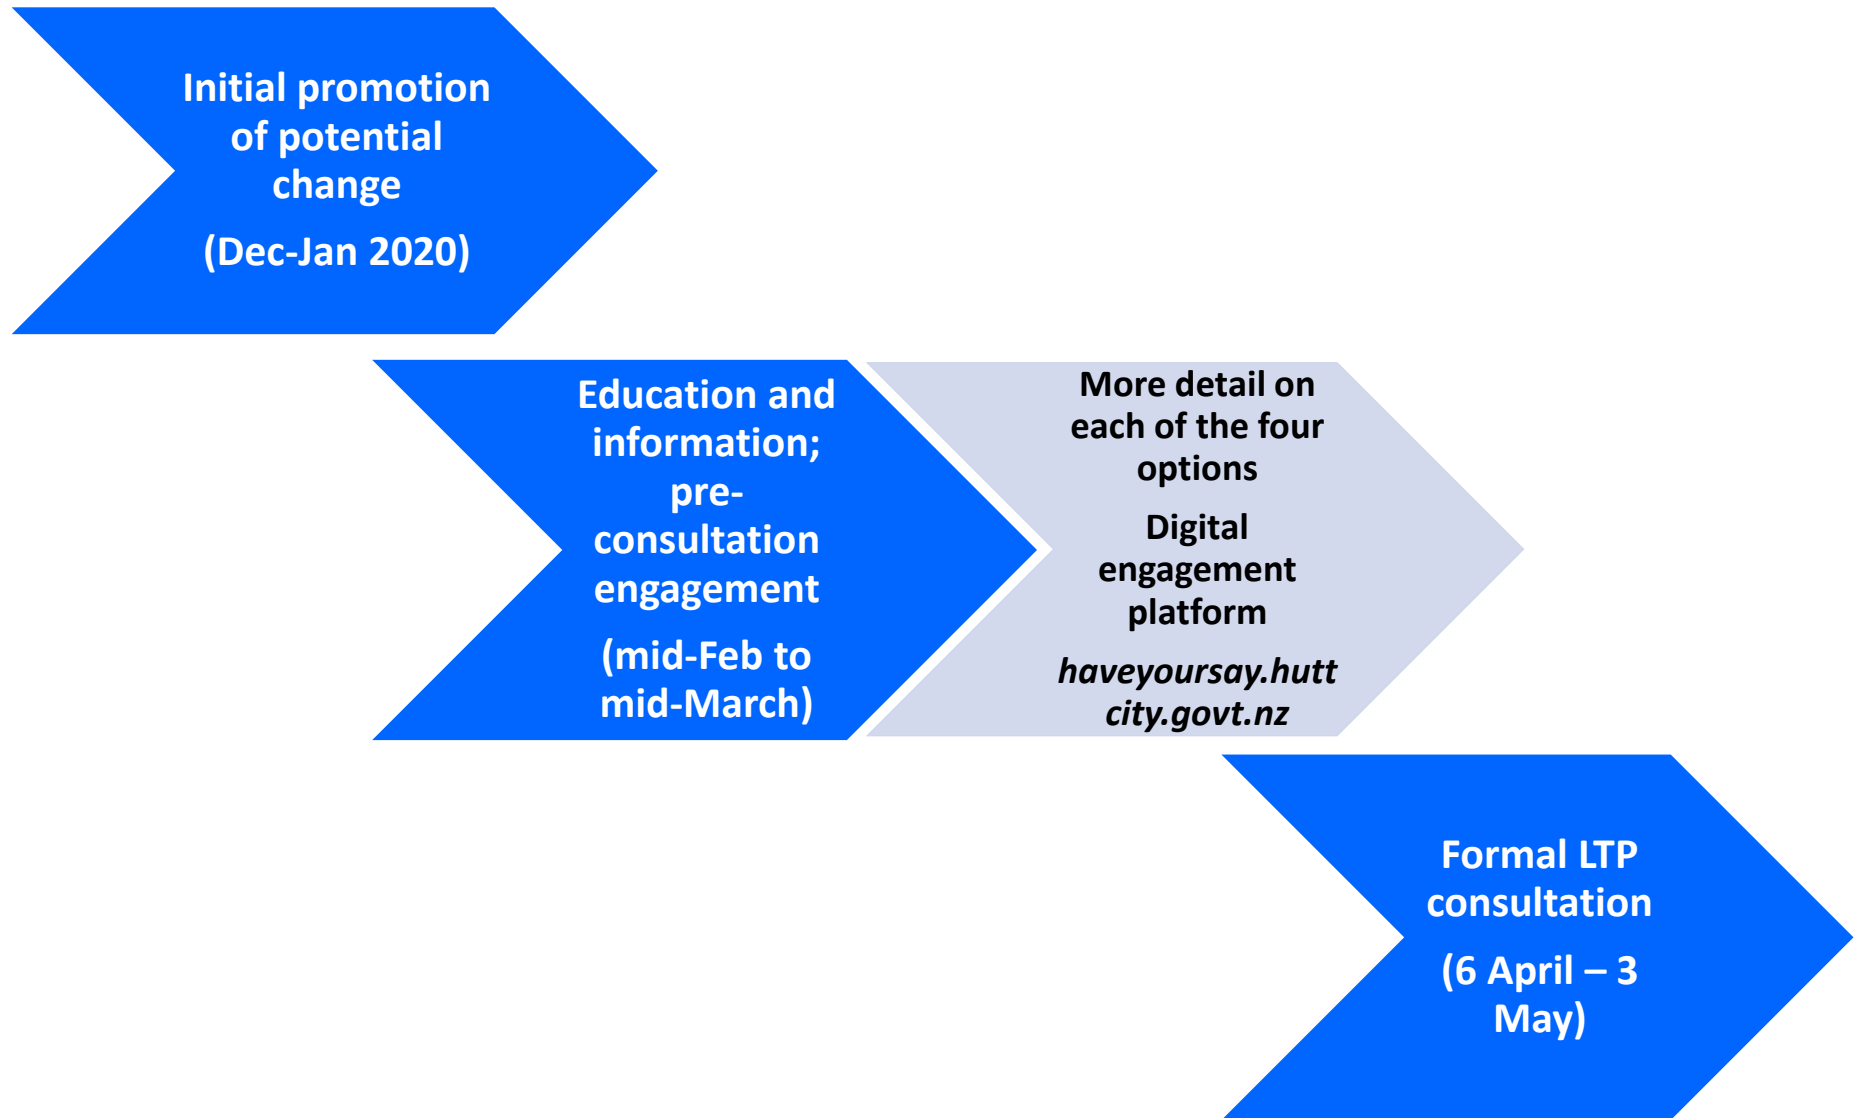 Initial promotion
of potential
change
(Dec-Jan 2020)
Education and
information;
pre-
consultation
engagement
(mid-Feb to
mid-March)
More detail on
each of the four
options
Digital
engagement
platform
haveyoursay.hutt
city.govt.nz
Formal LTP
consultation
(6 April – 3
May)